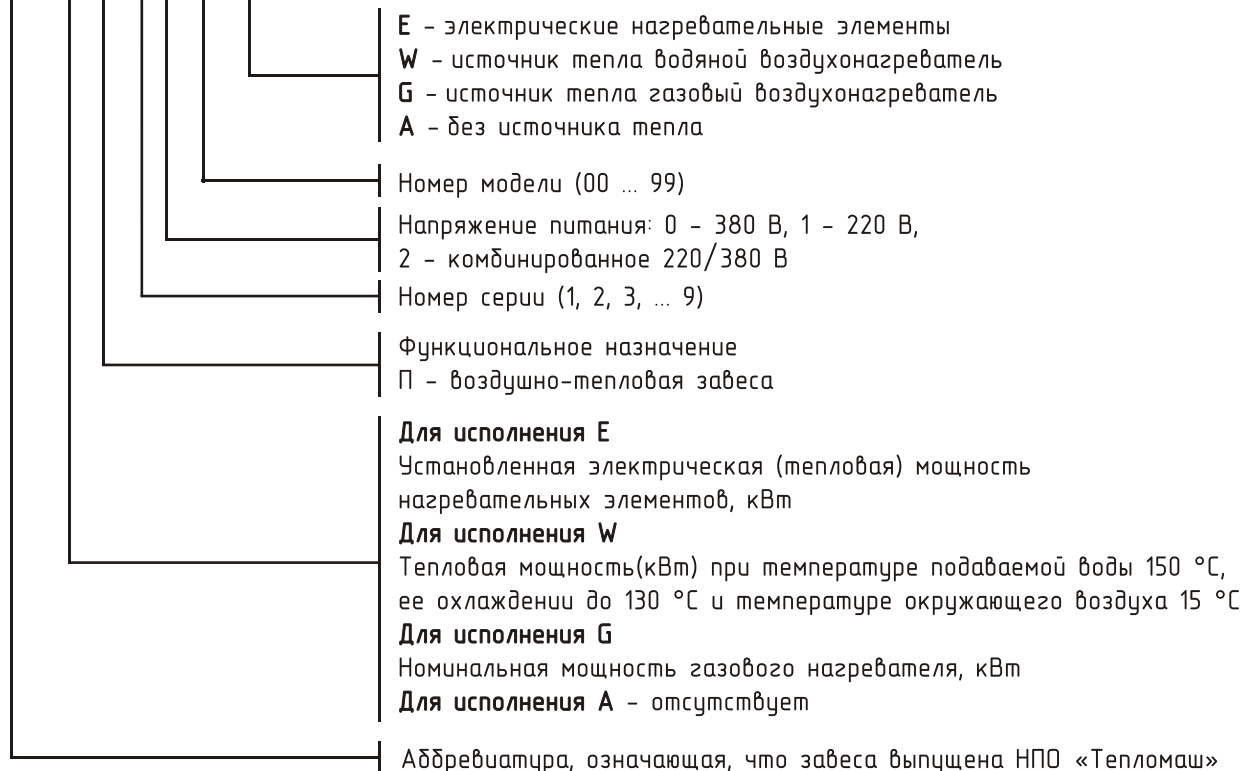 E – электрические нагревательные элементы
W – источник тепла водяной воздухонагреватель
G – источник тепла газовый воздухонагреватель
A – без источника тепла
Номер модели (00 ... 99)
Напряжение питания: 0 – 380 В, 1 – 220 В,
2 – комбинированное 220/380 В
Номер серии (1, 2, 3, ... 9)
Функциональное назначение
П – воздушно-тепловая завеса
Для исполнения E
Установленная электрическая (тепловая) мощность
нагревательных элементов, кВт
Для исполнения W
Тепловая мощность(кВт) при температуре подаваемой воды 150 °C,
ее охлаждении до 130 °C и температуре окружающего воздуха 15 °C
Для исполнения G
Номинальная мощность газового нагревателя, кВт
Для исполнения A – отсутствует
Аббревиатура, означающая, что завеса выпущена НПО «Тепломаш»